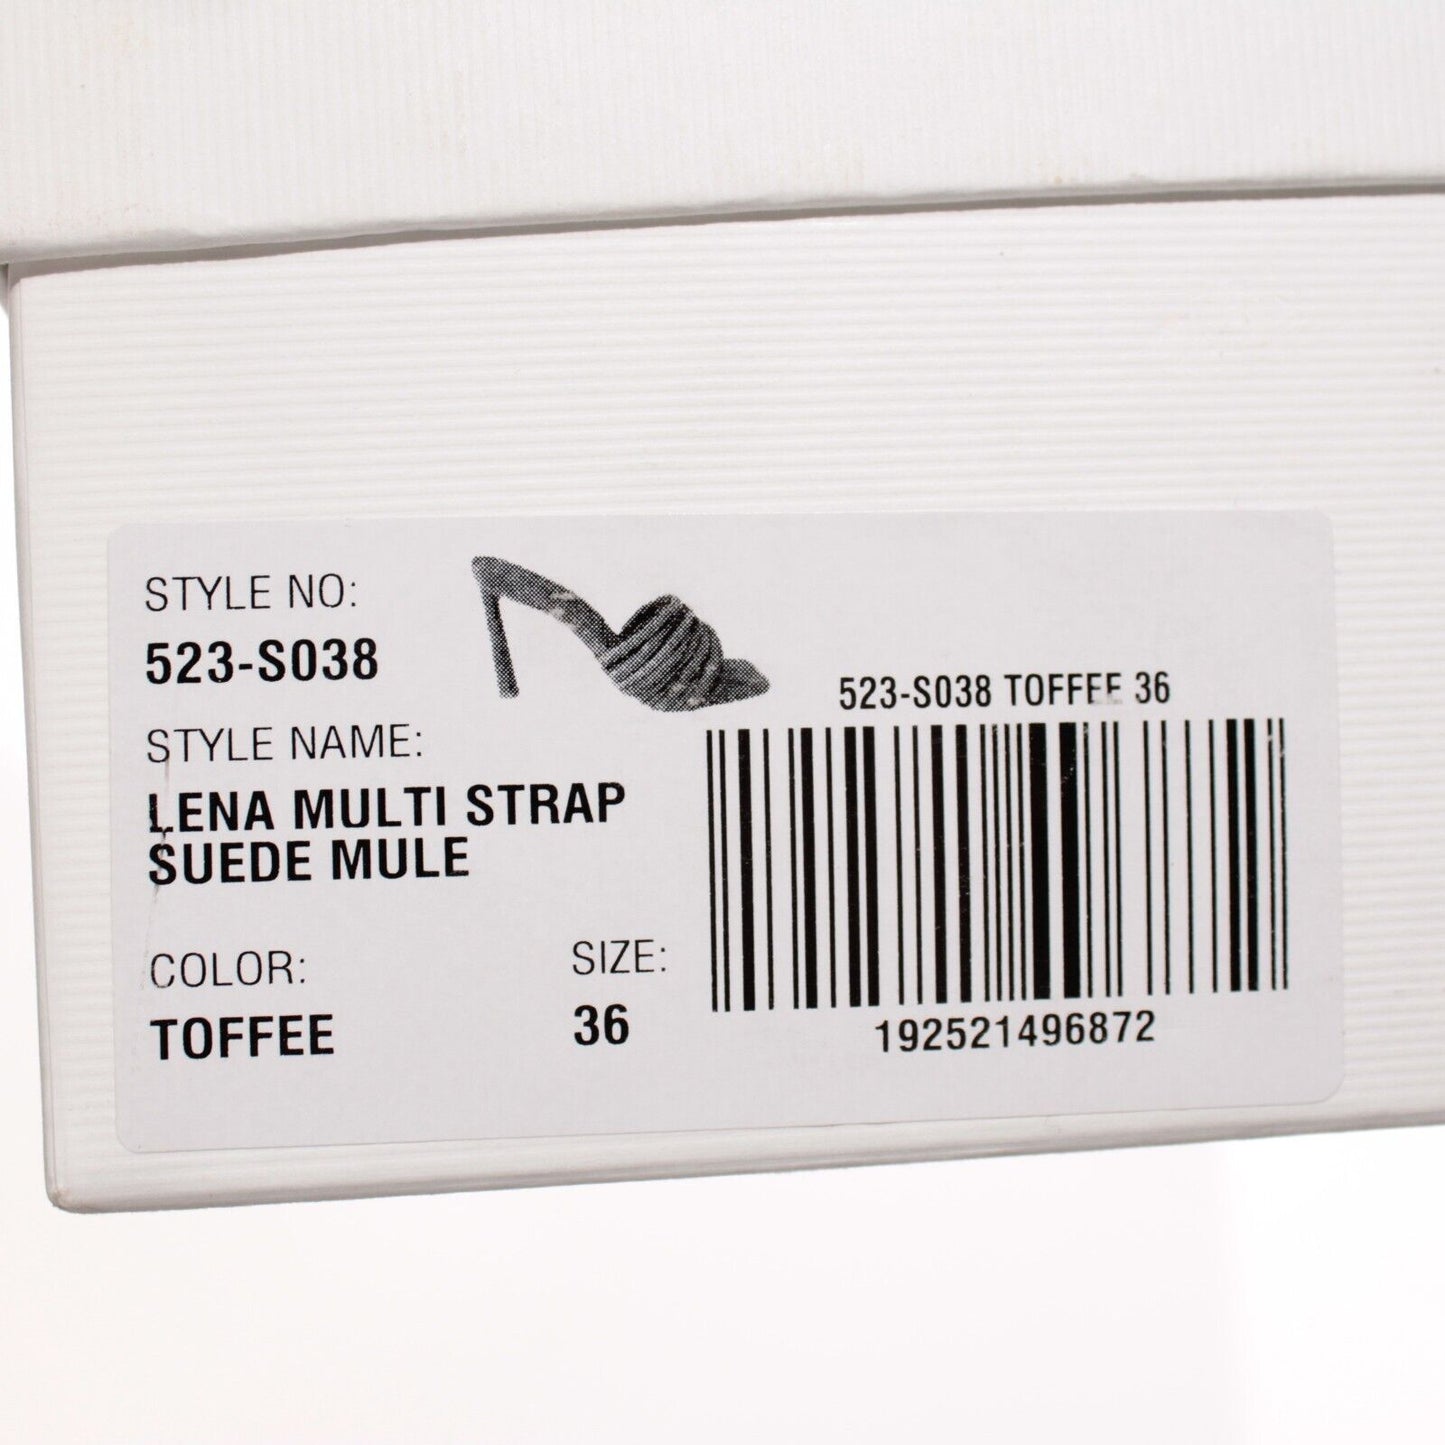 STYLE NO:
523-S038
STYLE NAME:
LENA MULTI STRAP
SUEDE MULE
COLOR:
TOFFEE
SIZE:
36
523-S038 TOFFEE 36
192521496872